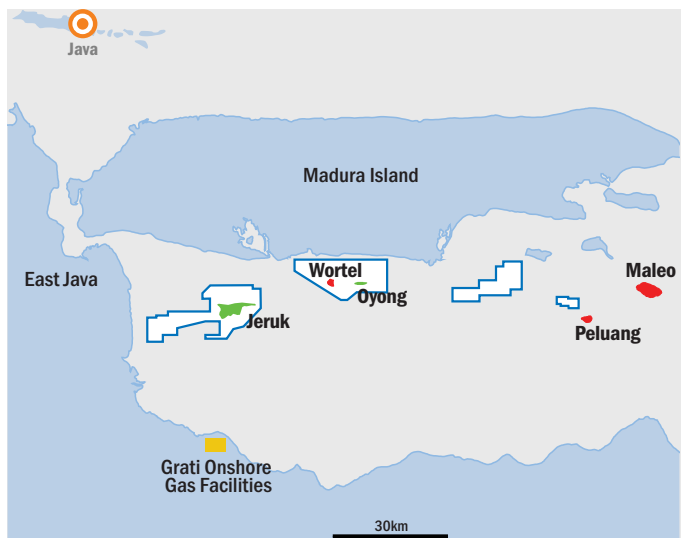 Java
Madura Island
East Java
Wortel
Oyong
Maleo
Jeruk
Peluang
Grati Onshore
Gas Facilities
30km